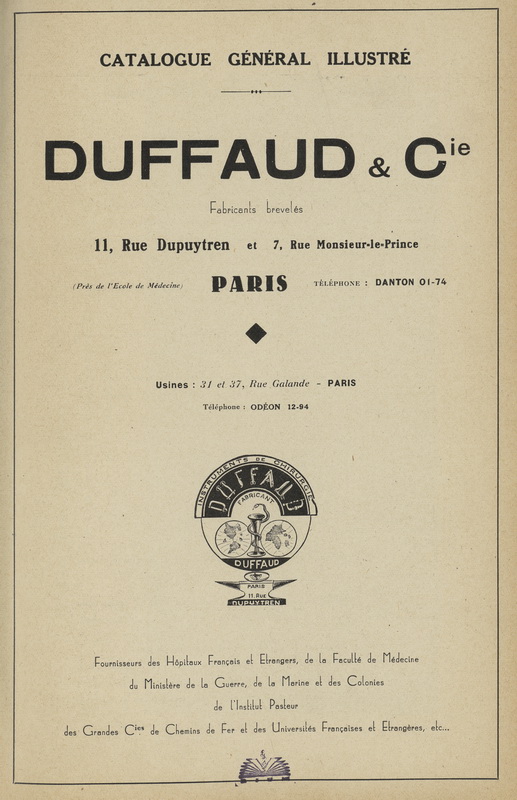 CATALOGUE GÉNÉRAL ILLUSTRÉ
DUFFAUD & Cie
Fabricants brevetés
11, Rue Dupuytren et 7, Rue Monsieur-le-Prince
(Près de l'Ecole de Médecine) PARIS TÉLÉPHONE : DANTON 01-74
Usines : 31 et 37, Rue Galande - PARIS
Téléphone : ODÉON 12-94
INSTRUMENTS DE CHIRURGIE
DUFFAUD
FABRICANT
DUFFAUD
PARIS
11, RUE
DUPUYTREN
Fournisseurs des Hôpitaux Français et Etrangers, de la Faculté de Médecine
du Ministère de la Guerre, de la Marine et des Colonies
de l'Institut Pasteur
des Grandes Cies de Chemins de Fer et des Universités Françaises et Etrangères, etc...